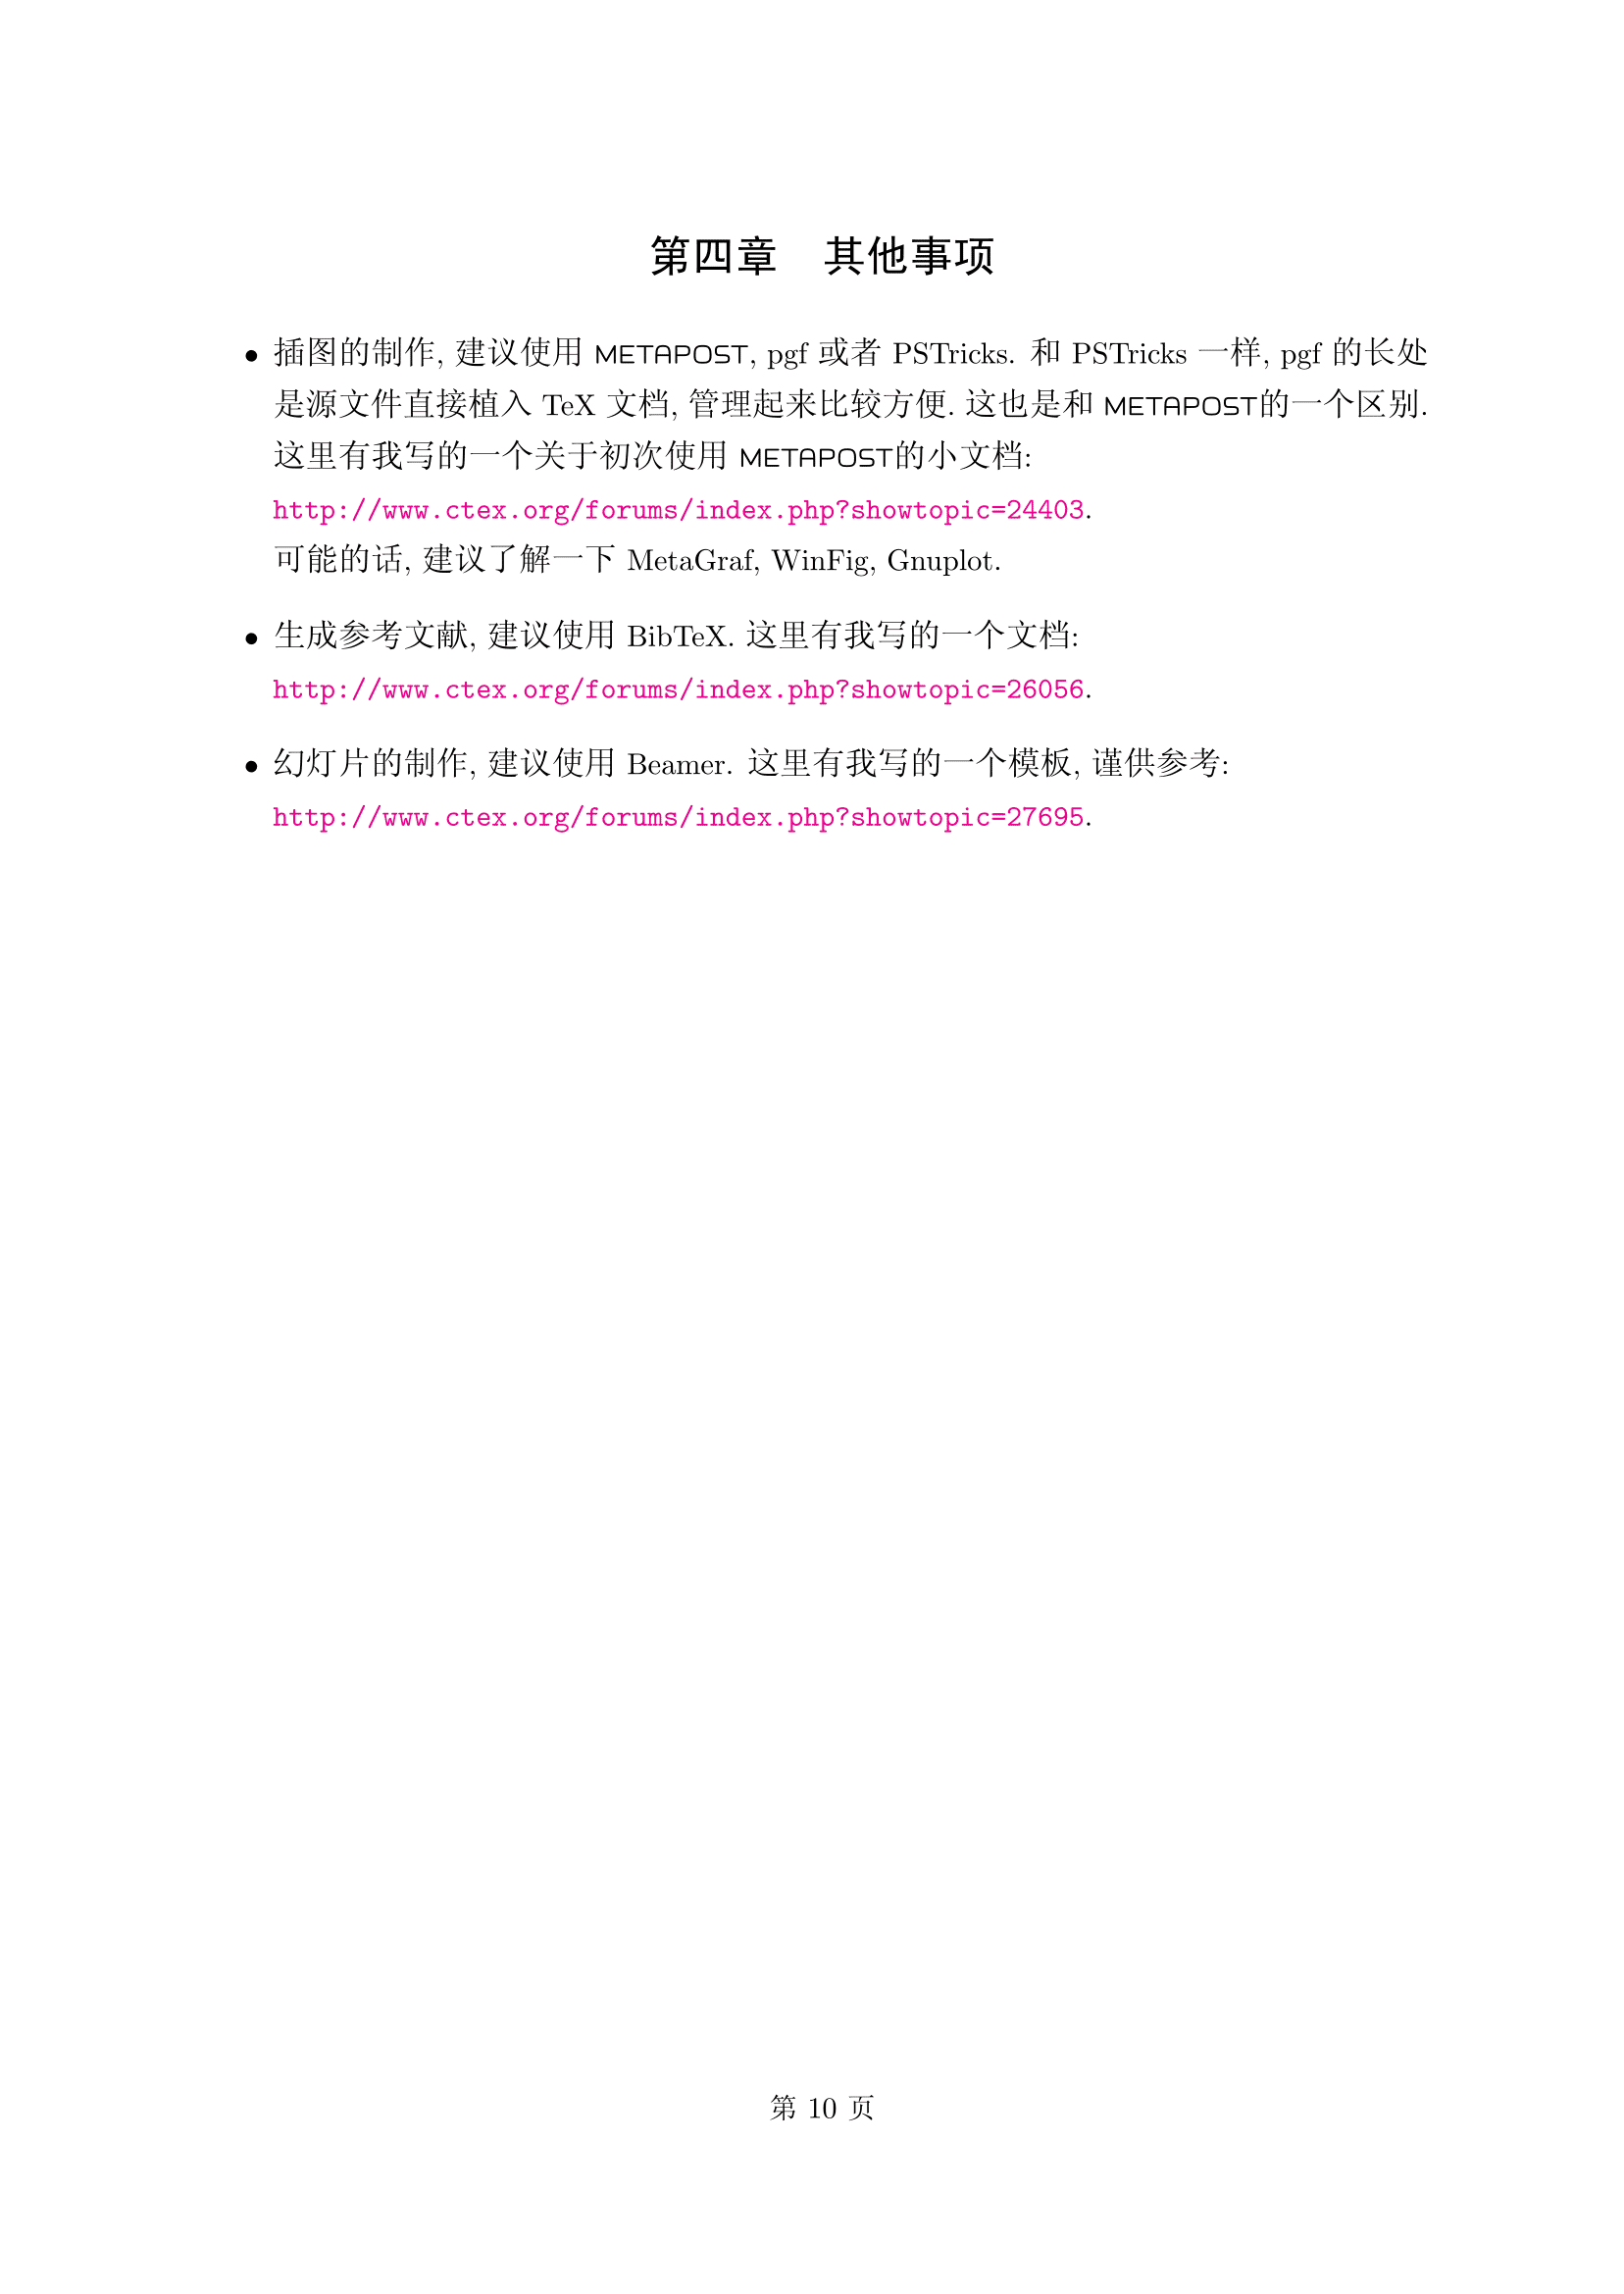 第四章　其他事项
• 插图的制作, 建议使用 METAPOST, pgf 或者 PSTricks. 和 PSTricks 一样, pgf 的长处
是源文件直接植入 TeX 文档, 管理起来比较方便. 这也是和 METAPOST的一个区别.
这里有我写的一个关于初次使用 METAPOST的小文档:
http://www.ctex.org/forums/index.php?showtopic=24403.
可能的话, 建议了解一下 MetaGraf, WinFig, Gnuplot.
• 生成参考文献, 建议使用 BibTeX. 这里有我写的一个文档:
http://www.ctex.org/forums/index.php?showtopic=26056.
• 幻灯片的制作, 建议使用 Beamer. 这里有我写的一个模板, 谨供参考:
http://www.ctex.org/forums/index.php?showtopic=27695.
第 10 页